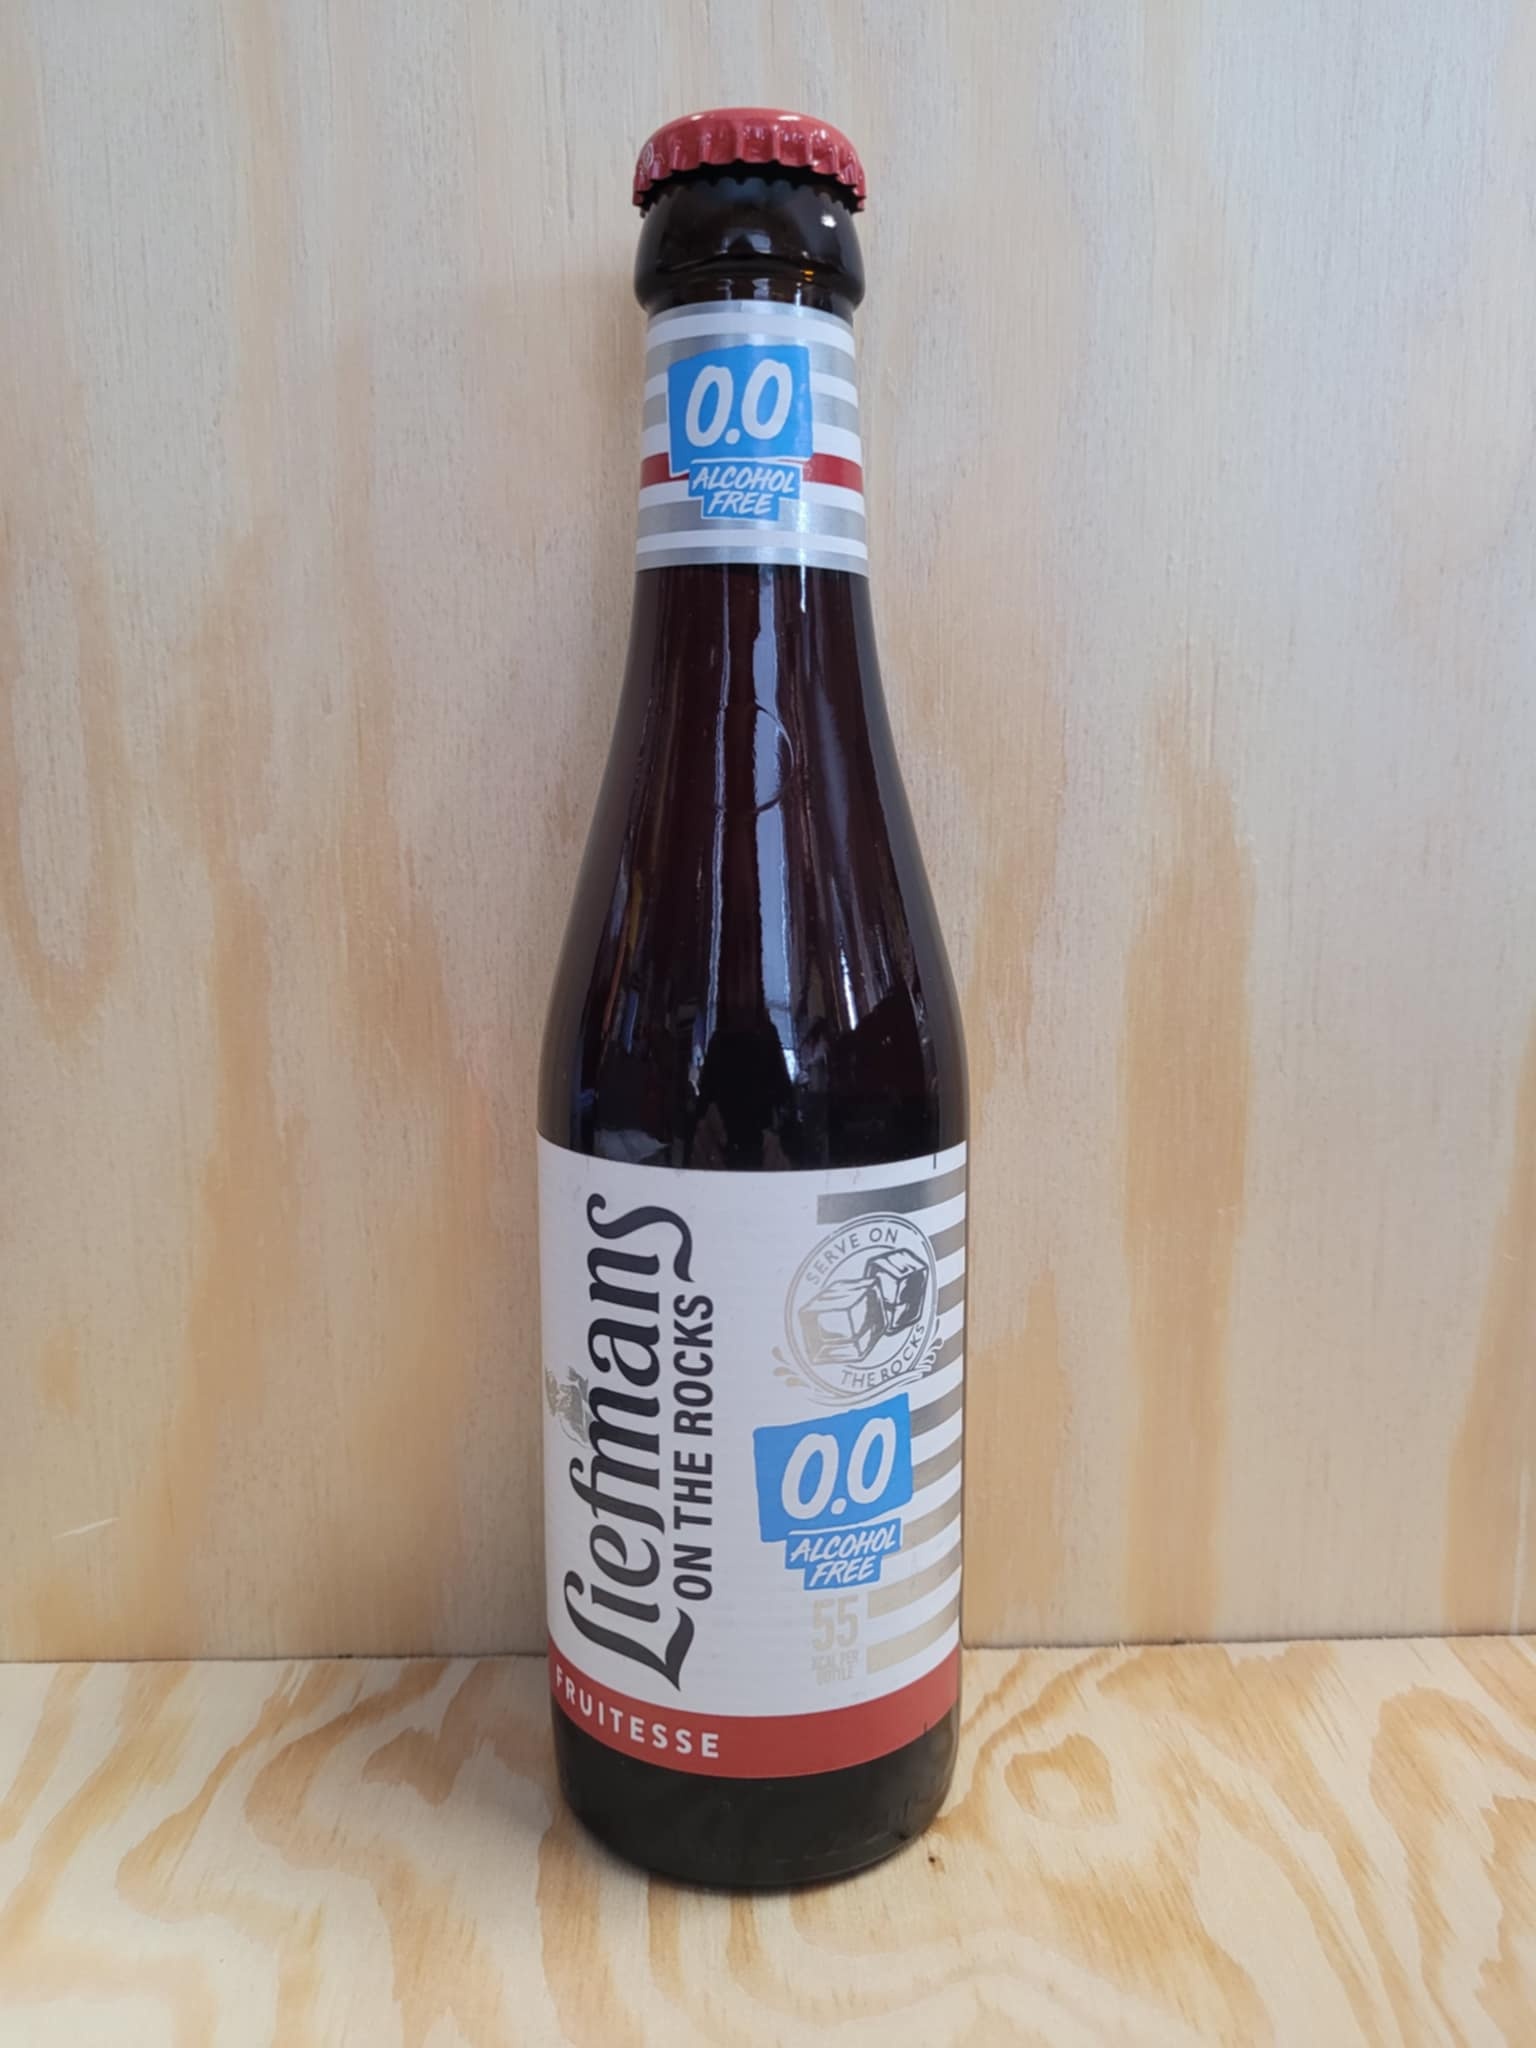 0.0
ALCOHOL
FREE
Liefmans
ON THE ROCKS
SERVE ON
THE ROCKS
0.0
ALCOHOL
FREE
55
KCAL PER
BOTTLE
FRUITESSE